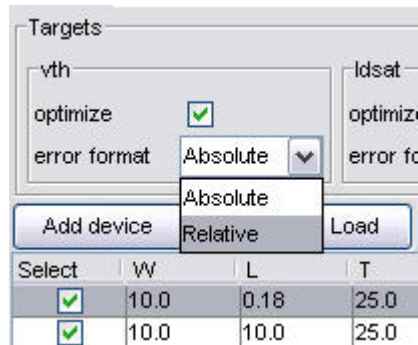 Targets
vth
Idsat
optimize
optimize
error format
Absolute
error fo
Absolute
Relative
Add device
Load
Select W L T
10.0 0.18 25.0
10.0 10.0 25.0